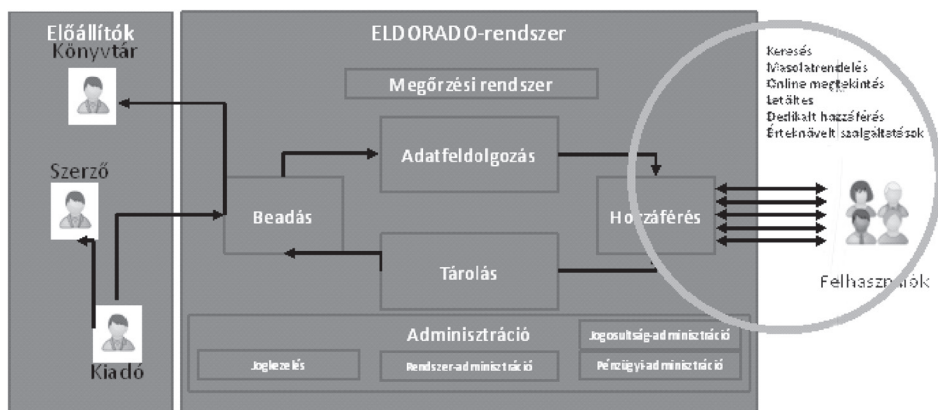 Előállítók
Könyvtár
Szerző
Kiadó
ELDORADO-rendszer
Megőrzési rendszer
Adatfeldolgozás
Beadás
Hozzáférés
Tárolás
Adminisztráció
Jogosultság-adminisztráció
Jogkezelés
Rendszer-adminisztráció
Pénzügyi-adminisztráció
Keresés
Másolatrendelés
Online megtekintés
Letöltés
Dedikált hozzáférés
Értéknövelt szolgáltatások
Felhasználók